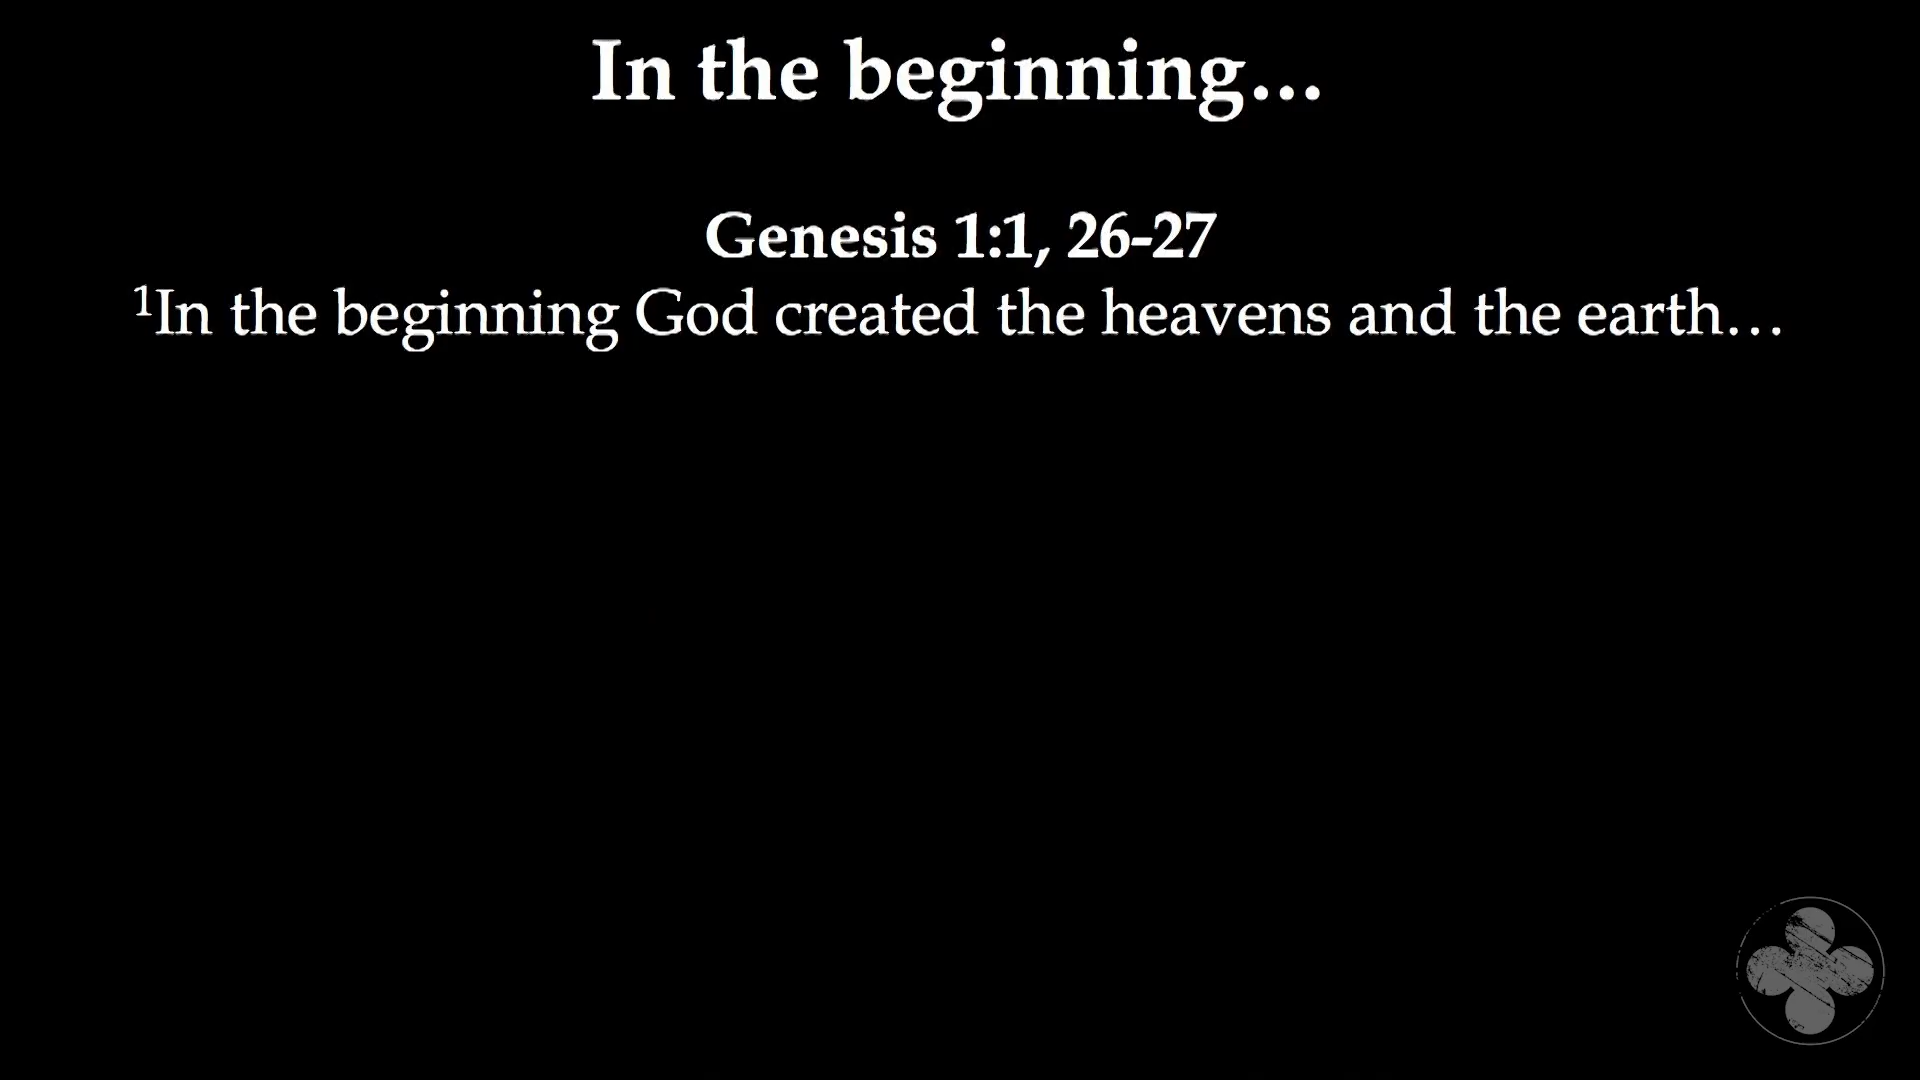 In the beginning…
Genesis 1:1, 26-27
¹In the beginning God created the heavens and the earth…